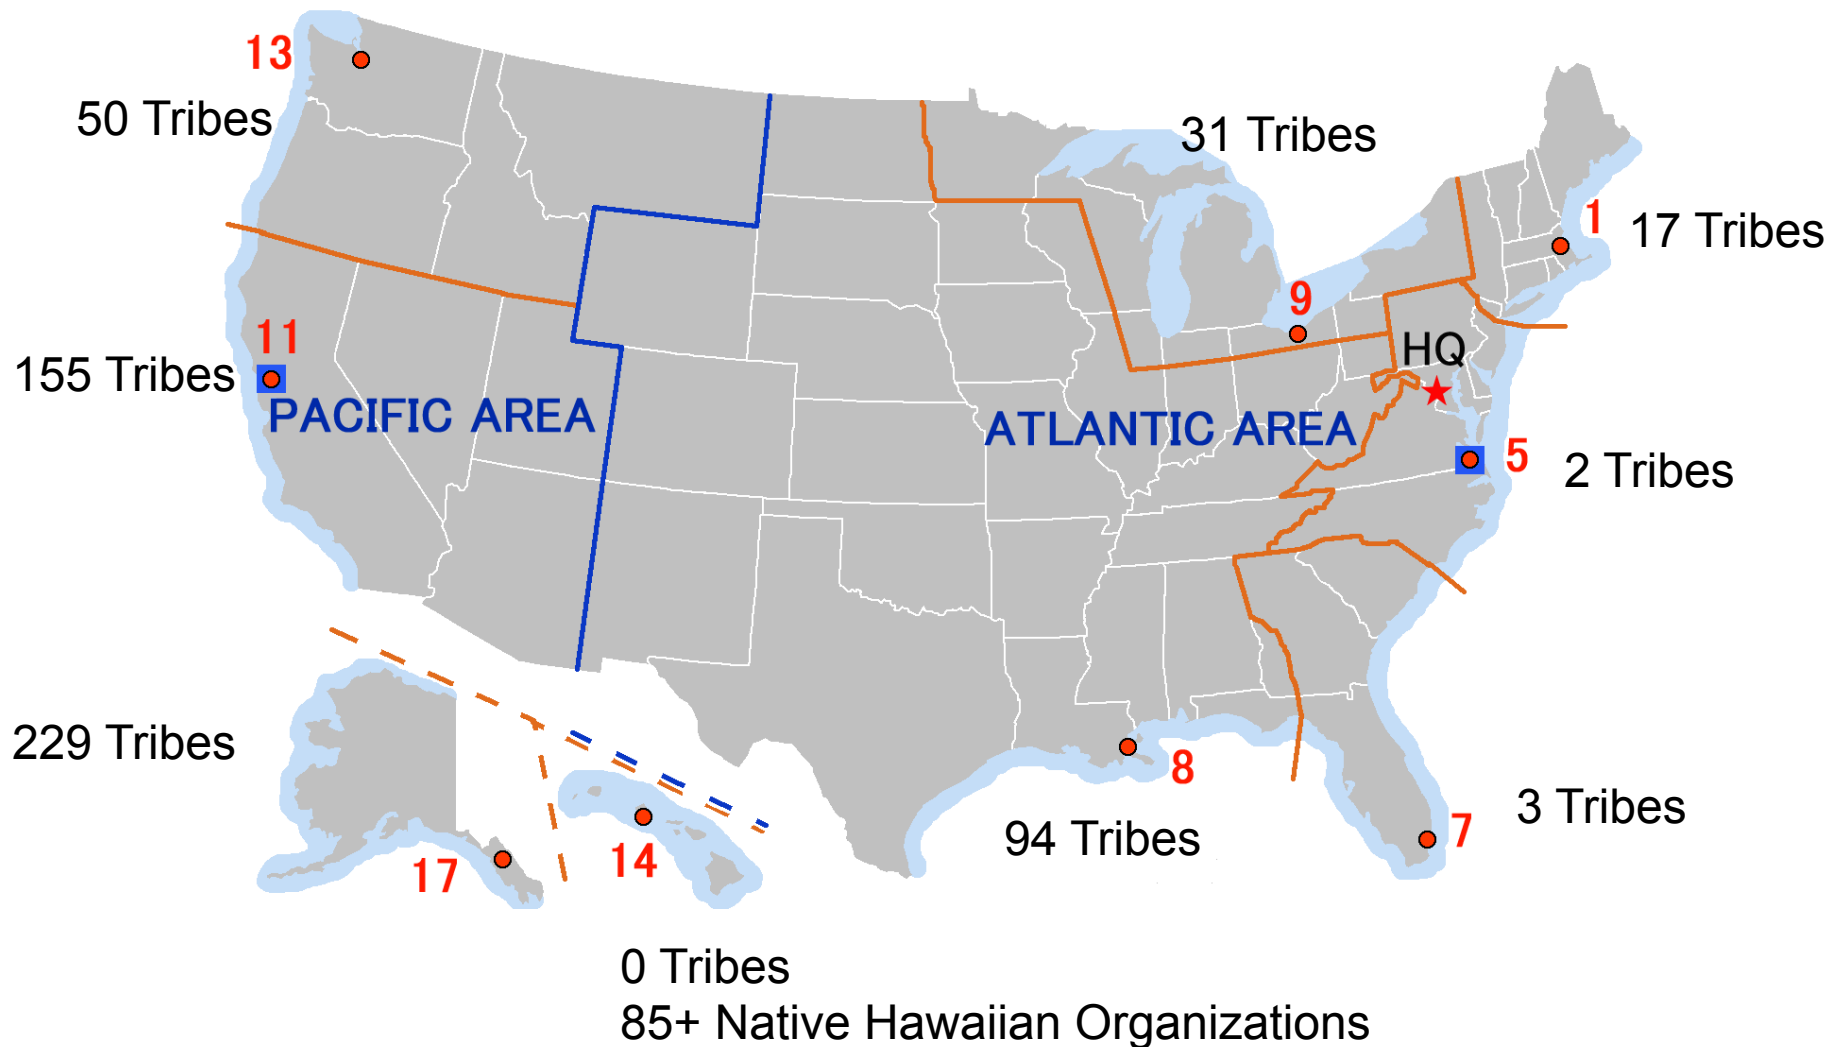 13
50 Tribes
31 Tribes
1
17 Tribes
9
HQ
11
155 Tribes
PACIFIC AREA
ATLANTIC AREA
5
2 Tribes
229 Tribes
8
94 Tribes
3 Tribes
7
17
14
0 Tribes
85+ Native Hawaiian Organizations